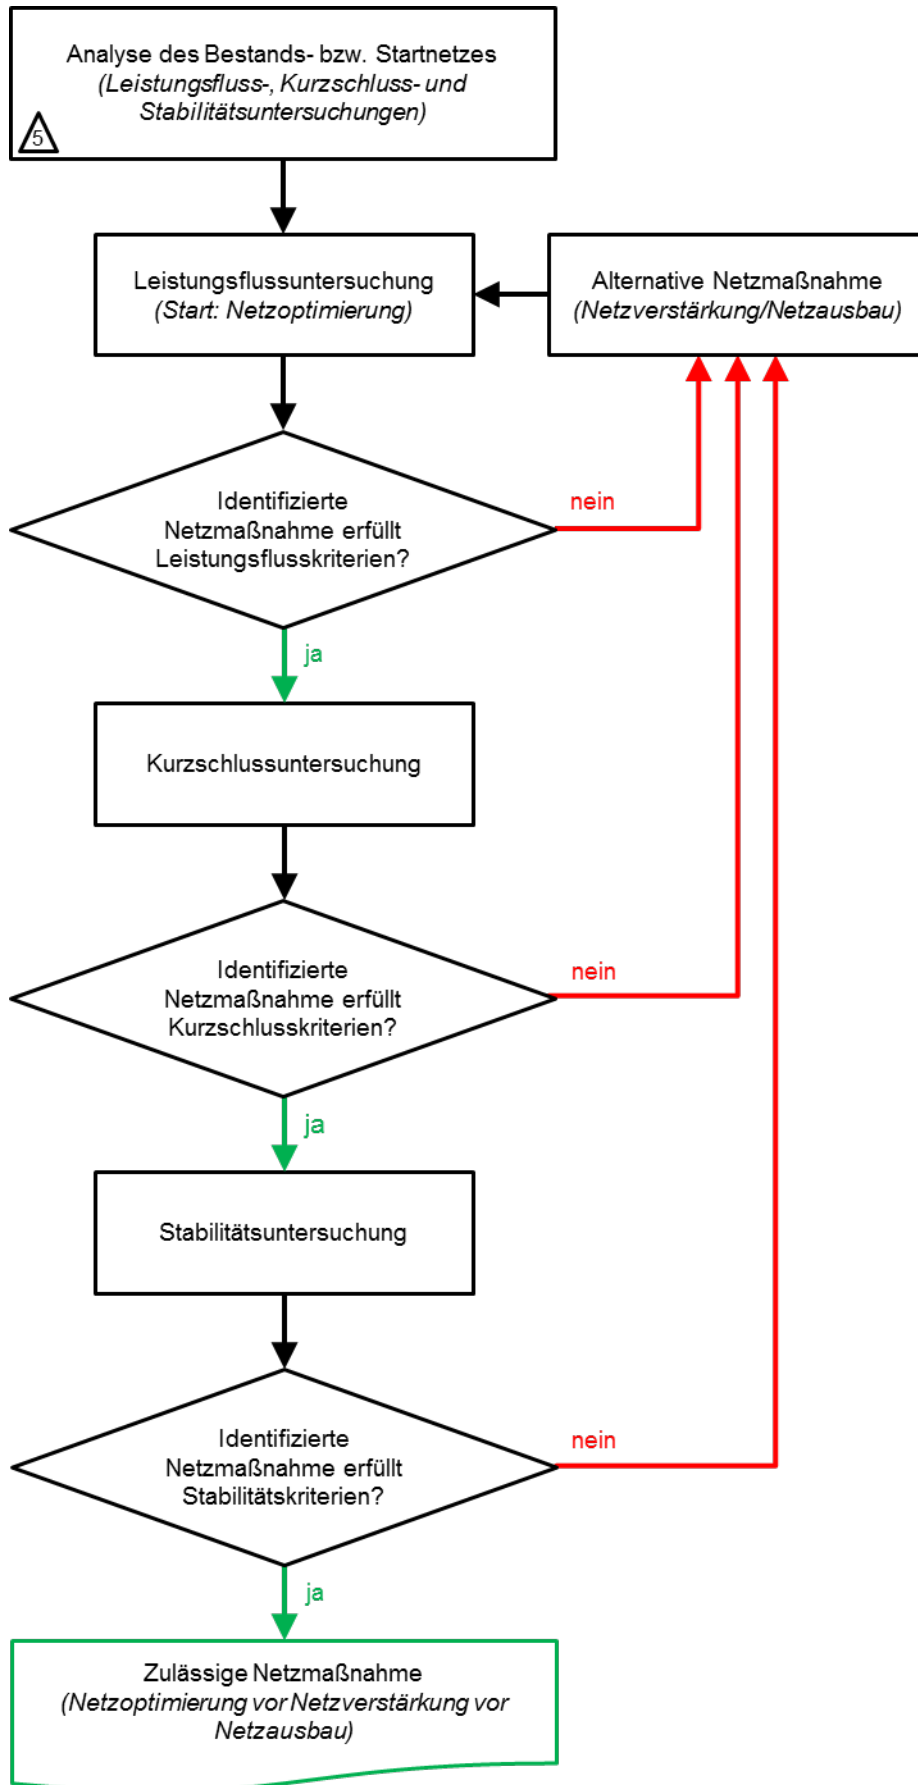 Analyse des Bestands- bzw. Startnetzes
(Leistungsfluss-, Kurzschluss- und
Stabilitätsuntersuchungen)
5
Leistungsflussuntersuchung
(Start: Netzoptimierung)
Alternative Netzmaßnahme
(Netzverstärkung/Netzausbau)
Identifizierte
Netzmaßnahme erfüllt
Leistungsflusskriterien?
nein
ja
Kurzschlussuntersuchung
Identifizierte
Netzmaßnahme erfüllt
Kurzschlusskriterien?
nein
ja
Stabilitätsuntersuchung
Identifizierte
Netzmaßnahme erfüllt
Stabilitätskriterien?
nein
ja
Zulässige Netzmaßnahme
(Netzoptimierung vor Netzverstärkung vor
Netzausbau)